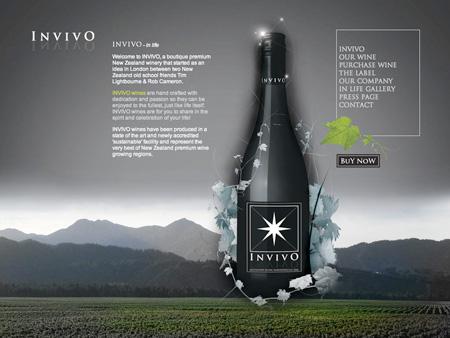 INVIVO
INVIVO - in life
Welcome to INVIVO, a boutique premium
New Zealand winery that started as an
idea in London between two New
Zealand old school friends Tim
Lightbourne & Rob Cameron.
INVIVO wines are hand crafted with
dedication and passion so they can be
enjoyed to the fullest, just like life itself.
INVIVO wines are for you to share in the
spirit and celebration of your life!
INVIVO wines have been produced in a
state of the art and newly accredited
'sustainable' facility and represent the
very best of New Zealand premium wine
growing regions.
INVIVO
OUR WINE
PURCHASE WINE
THE LABEL
OUR COMPANY
IN LIFE GALLERY
PRESS PAGE
CONTACT
BUY NOW
INVIVO
INVIVO